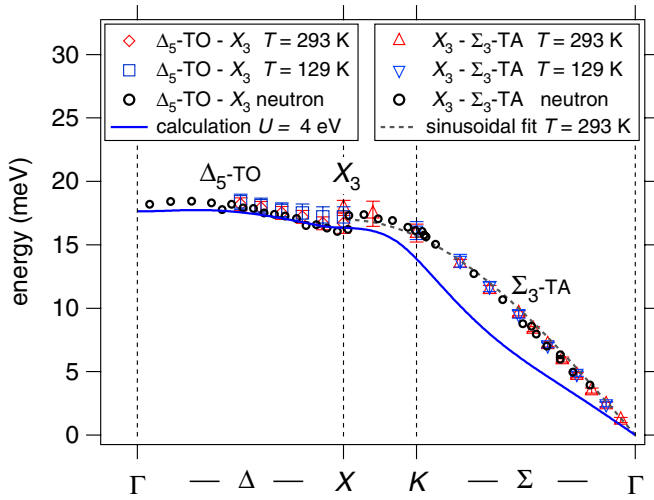 30
25
20
15
10
5
0
energy (meV)
Δ5-TO - X3 T = 293 K
Δ5-TO - X3 T = 129 K
Δ5-TO - X3 neutron
calculation U = 4 eV
X3 - Σ3-TA T = 293 K
X3 - Σ3-TA T = 129 K
X3 - Σ3-TA neutron
sinusoidal fit T = 293 K
Δ5-TO
X3
Σ3-TA
Γ — Δ — X K — Σ — Γ